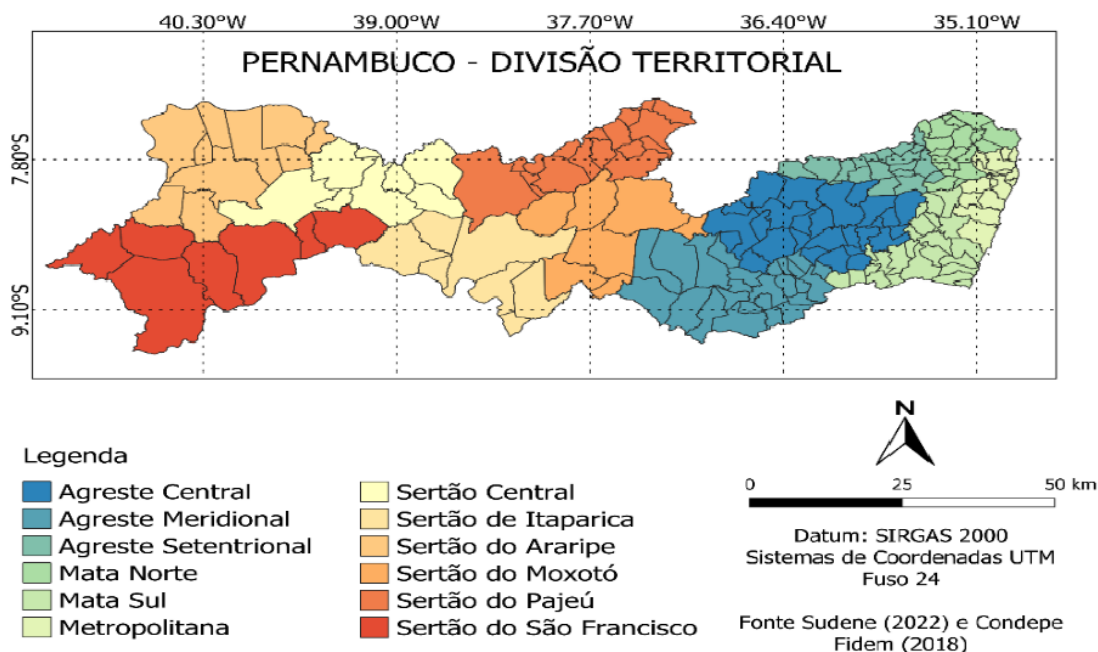 40.30°W 39.00°W 37.70°W 36.40°W 35.10°W
PERNAMBUCO - DIVISÃO TERRITORIAL
7.80°S
9.10°S
N
Legenda
Agreste Central
Agreste Meridional
Agreste Setentrional
Mata Norte
Mata Sul
Metropolitana
Sertão Central
Sertão de Itaparica
Sertão do Araripe
Sertão do Moxotó
Sertão do Pajeú
Sertão do São Francisco
0 25 50 km
Datum: SIRGAS 2000
Sistemas de Coordenadas UTM
Fuso 24
Fonte Sudene (2022) e Condepe
Fidem (2018)